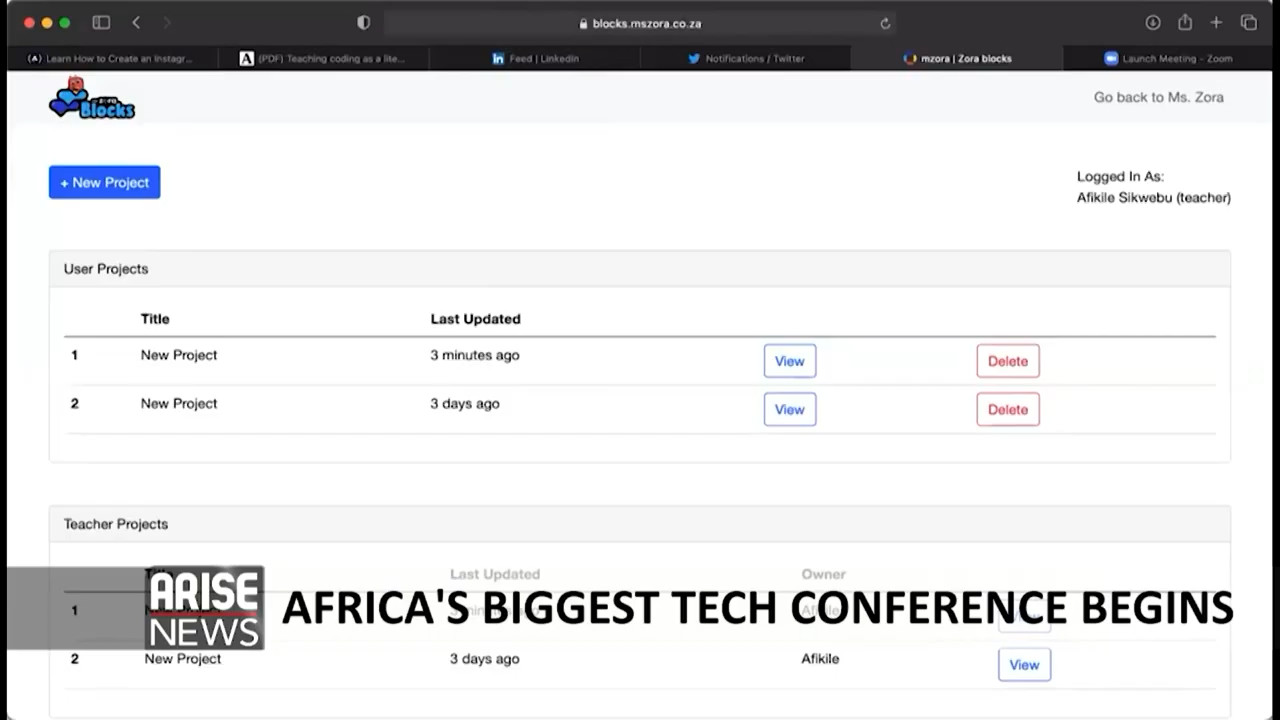 blocks.mszora.co.za
Learn How to Create an Instagr...
(PDF) Teaching coding as a lite...
Feed | LinkedIn
Notifications / Twitter
mzora | Zora blocks
Launch Meeting - Zoom
Blocks
Go back to Ms. Zora
+ New Project
Logged In As:
Afikile Sikwebu (teacher)
User Projects
Title Last Updated
1 New Project 3 minutes ago View Delete
2 New Project 3 days ago View Delete
Teacher Projects
Last Updated Owner
1
ARISE
NEWS
AFRICA'S BIGGEST TECH CONFERENCE BEGINS
2 New Project 3 days ago Afikile View